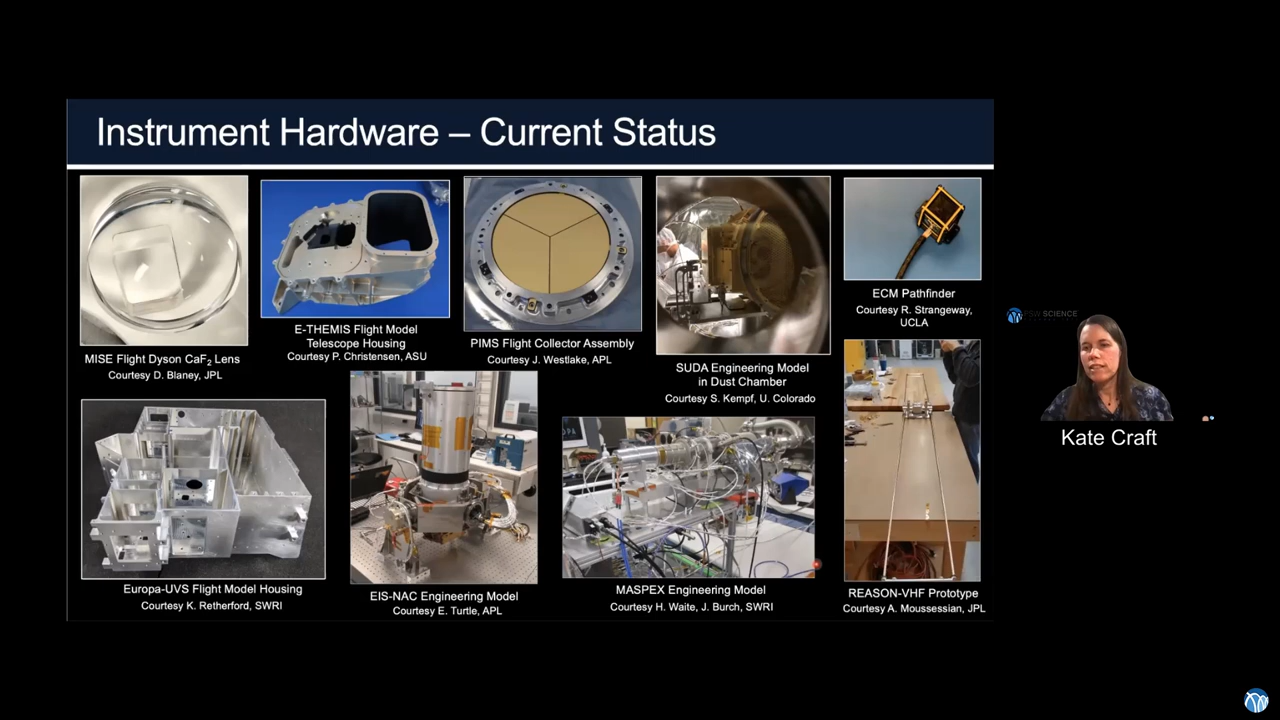 Instrument Hardware – Current Status
MISE Flight Dyson CaF2 Lens
Courtesy D. Blaney, JPL
E-THEMIS Flight Model
Telescope Housing
Courtesy P. Christensen, ASU
PIMS Flight Collector Assembly
Courtesy J. Westlake, APL
SUDA Engineering Model
in Dust Chamber
Courtesy S. Kempf, U. Colorado
ECM Pathfinder
Courtesy R. Strangeway,
UCLA
Europa-UVS Flight Model Housing
Courtesy K. Retherford, SWRI
EIS-NAC Engineering Model
Courtesy E. Turtle, APL
MASPEX Engineering Model
Courtesy H. Waite, J. Burch, SWRI
REASON-VHF Prototype
Courtesy A. Moussessian, JPL
FSW SCIENCE
Kate Craft